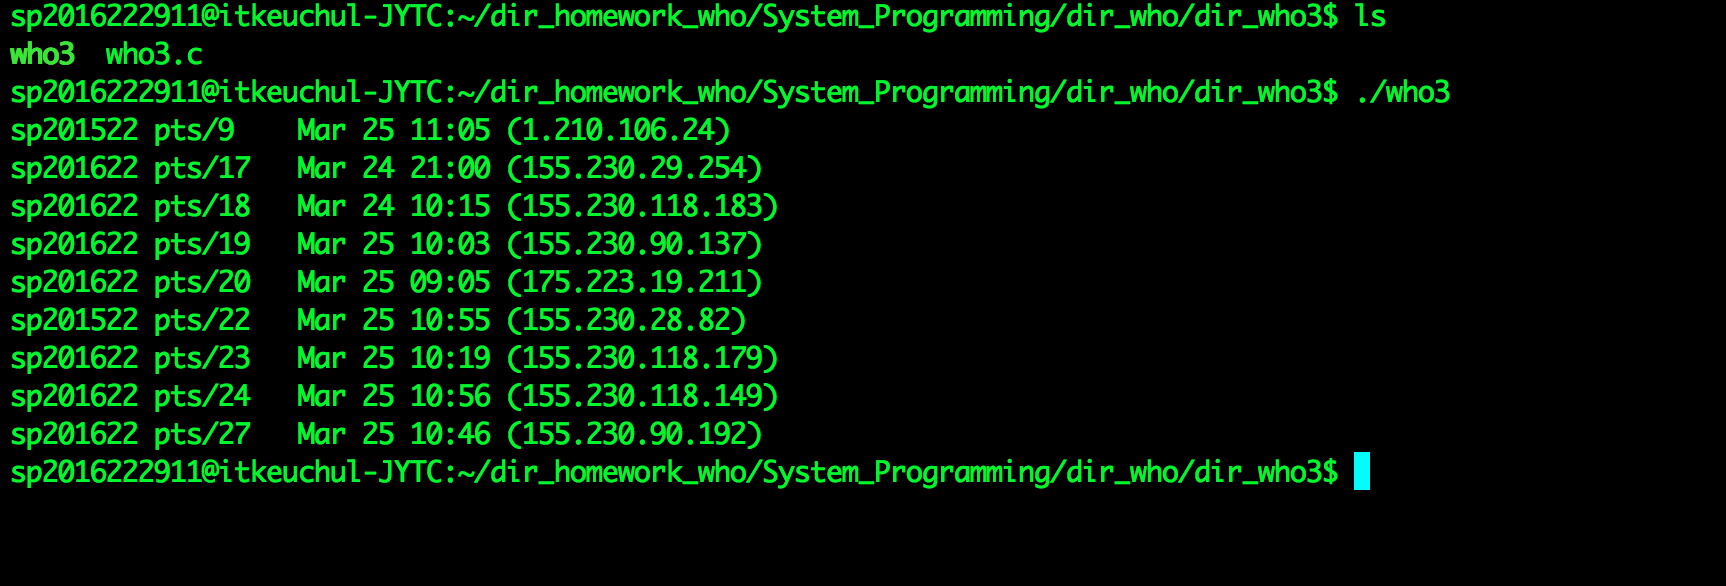 sp2016222911@itkeuchul-JYTC:~/dir_homework_who/System_Programming/dir_who/dir_who3$ ls
who3  who3.c
sp2016222911@itkeuchul-JYTC:~/dir_homework_who/System_Programming/dir_who/dir_who3$ ./who3
sp201522 pts/9    Mar 25 11:05 (1.210.106.24)
sp201622 pts/17   Mar 24 21:00 (155.230.29.254)
sp201622 pts/18   Mar 24 10:15 (155.230.118.183)
sp201622 pts/19   Mar 25 10:03 (155.230.90.137)
sp201622 pts/20   Mar 25 09:05 (175.223.19.211)
sp201522 pts/22   Mar 25 10:55 (155.230.28.82)
sp201622 pts/23   Mar 25 10:19 (155.230.118.179)
sp201622 pts/24   Mar 25 10:56 (155.230.118.149)
sp201622 pts/27   Mar 25 10:46 (155.230.90.192)
sp2016222911@itkeuchul-JYTC:~/dir_homework_who/System_Programming/dir_who/dir_who3$